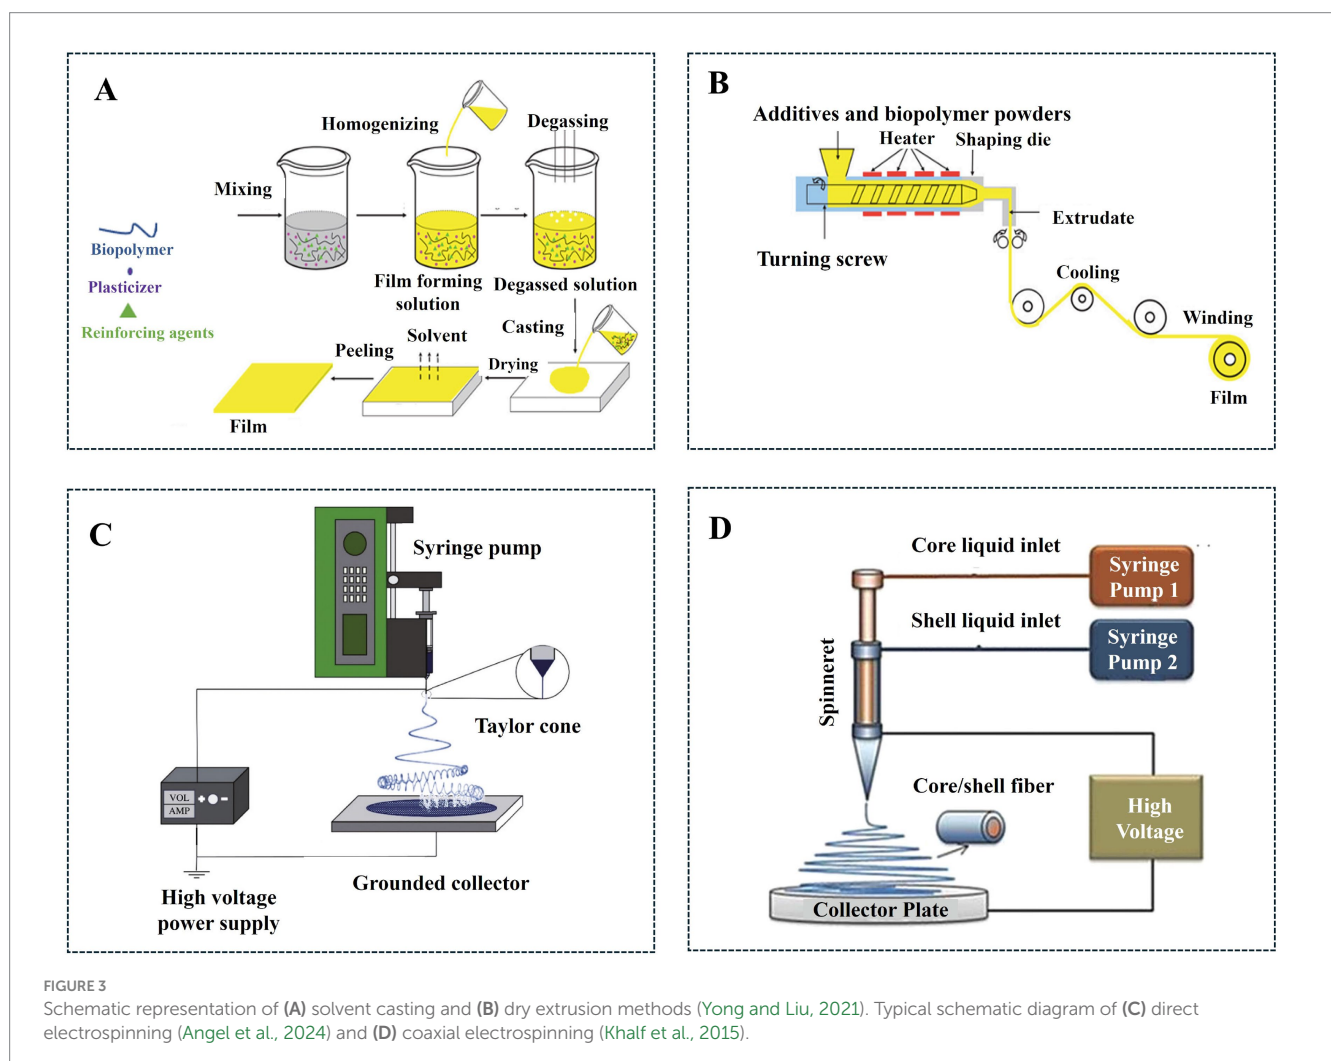 A
Homogenizing
Degassing
Mixing
Biopolymer
Plasticizer
Reinforcing agents
Film forming
solution
Degassed solution
Solvent
Casting
Peeling
Drying
Film
B
Additives and biopolymer powders
Heater
Shaping die
Extrudate
Turning screw
Cooling
Winding
Film
C
Syringe pump
Taylor cone
VOL
AMP
Grounded collector
High voltage
power supply
D
Core liquid inlet
Syringe
Pump 1
Shell liquid inlet
Syringe
Pump 2
Spinneret
Core/shell fiber
High
Voltage
Collector Plate
FIGURE 3
Schematic representation of (A) solvent casting and (B) dry extrusion methods (Yong and Liu, 2021). Typical schematic diagram of (C) direct
electrospinning (Angel et al., 2024) and (D) coaxial electrospinning (Khalf et al., 2015).